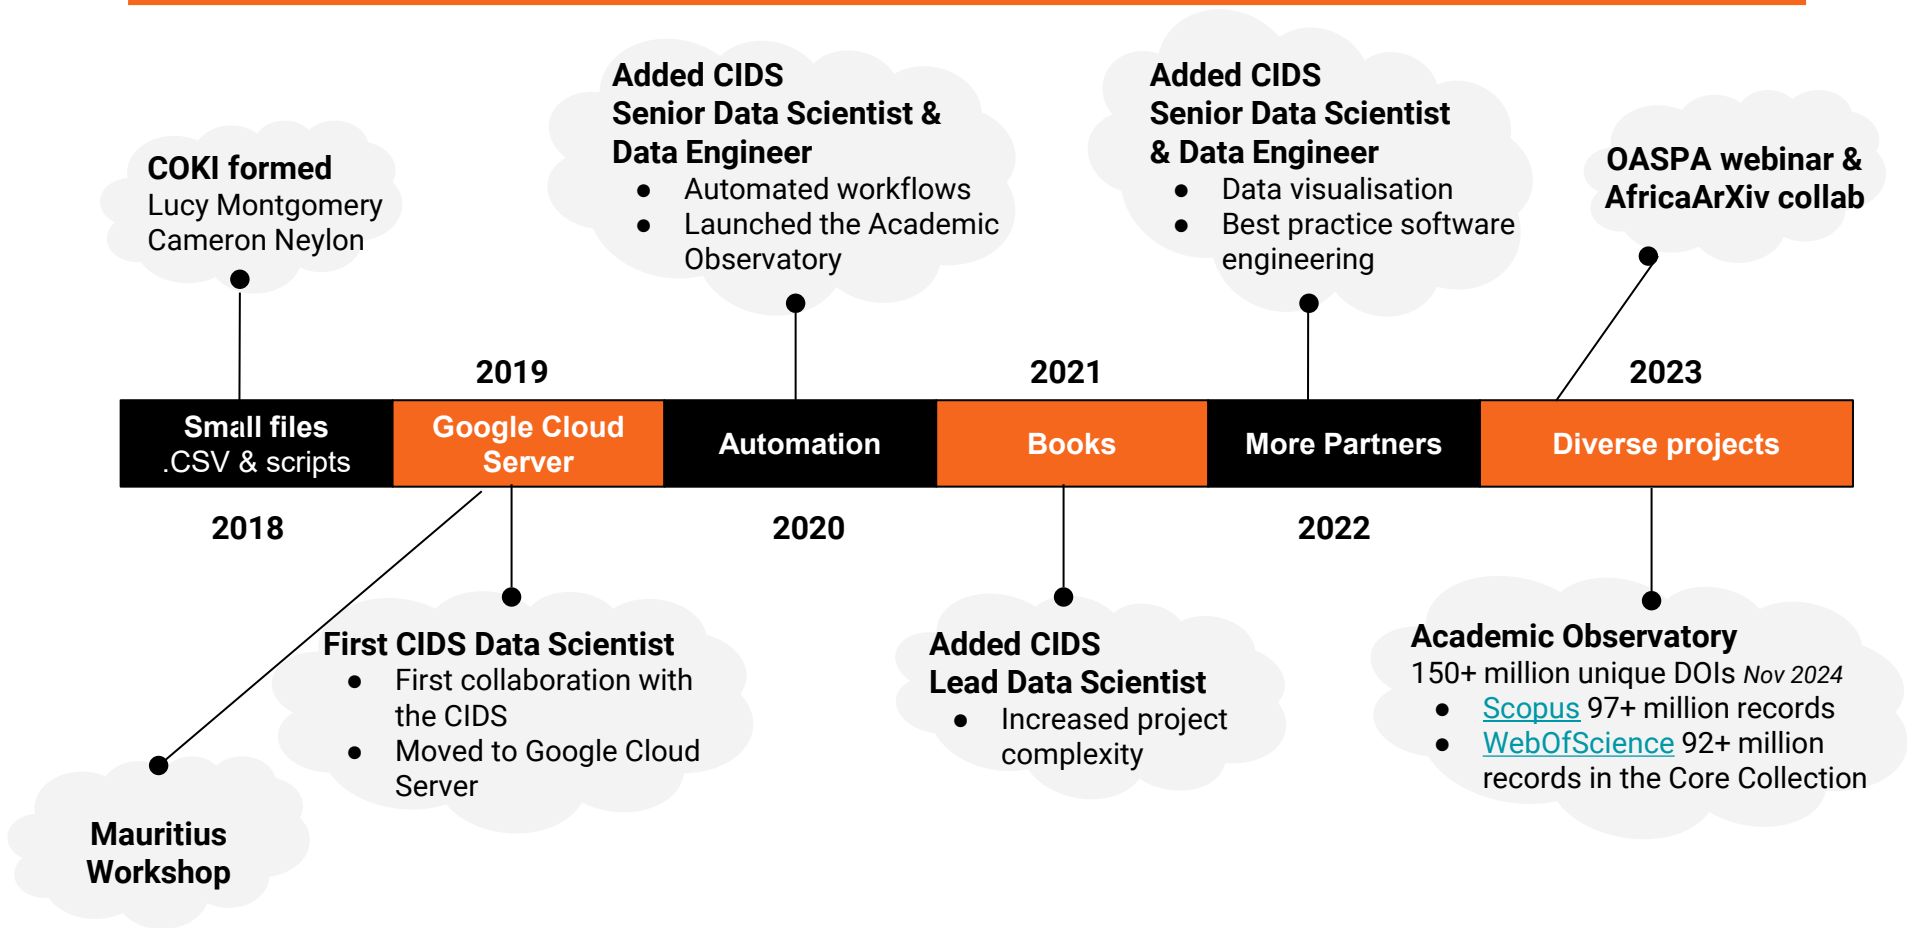 COKI formed
Lucy Montgomery
Cameron Neylon
Added CIDS
Senior Data Scientist &
Data Engineer
● Automated workflows
● Launched the Academic
Observatory
Added CIDS
Senior Data Scientist
& Data Engineer
● Data visualisation
● Best practice software
engineering
OASPA webinar &
AfricaArXiv collab
2019
2021
2023
Small files
.CSV & scripts
Google Cloud
Server
Automation
Books
More Partners
Diverse projects
2018
2020
2022
Mauritius
Workshop
First CIDS Data Scientist
● First collaboration with
the CIDS
● Moved to Google Cloud
Server
Added CIDS
Lead Data Scientist
● Increased project
complexity
Academic Observatory
150+ million unique DOIs Nov 2024
● Scopus 97+ million records
● WebOfScience 92+ million
records in the Core Collection